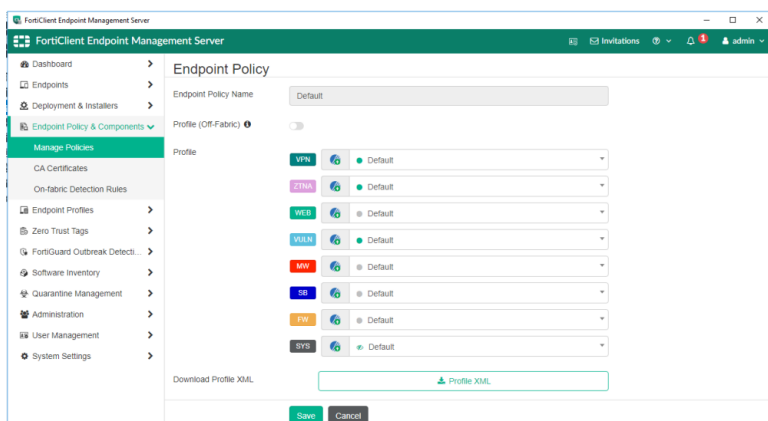 FortiClient Endpoint Management Server
FortiClient Endpoint Management Server
Invitations
1
admin
Dashboard
Endpoints
Deployment & Installers
Endpoint Policy & Components
Manage Policies
CA Certificates
On-fabric Detection Rules
Endpoint Profiles
Zero Trust Tags
FortiGuard Outbreak Detecti...
Software Inventory
Quarantine Management
Administration
User Management
System Settings
Endpoint Policy
Endpoint Policy Name
Default
Profile (Off-Fabric)
Profile
VPN Default
ZTNA Default
WEB Default
VULN Default
MW Default
SB Default
FW Default
SYS Default
Download Profile XML
Profile XML
Save Cancel